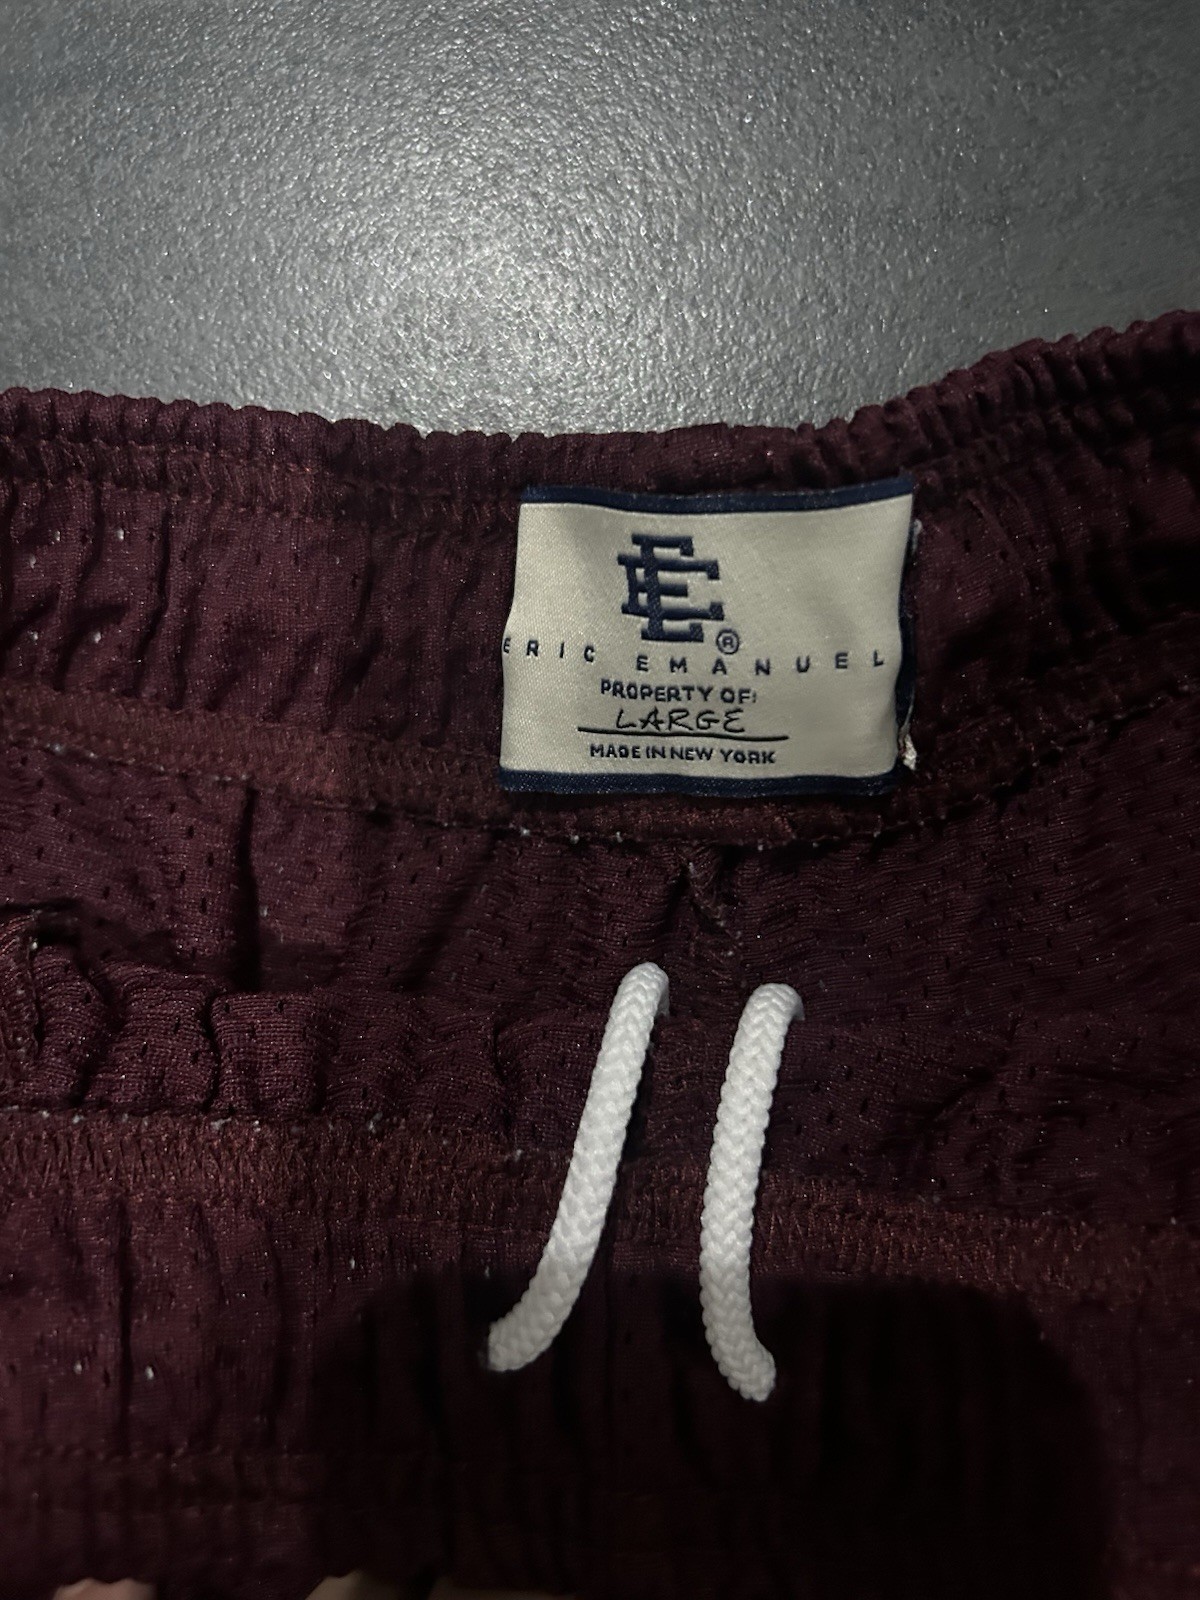 EE®
ERIC EMANUEL
PROPERTY OF:
LARGE
MADE IN NEW YORK